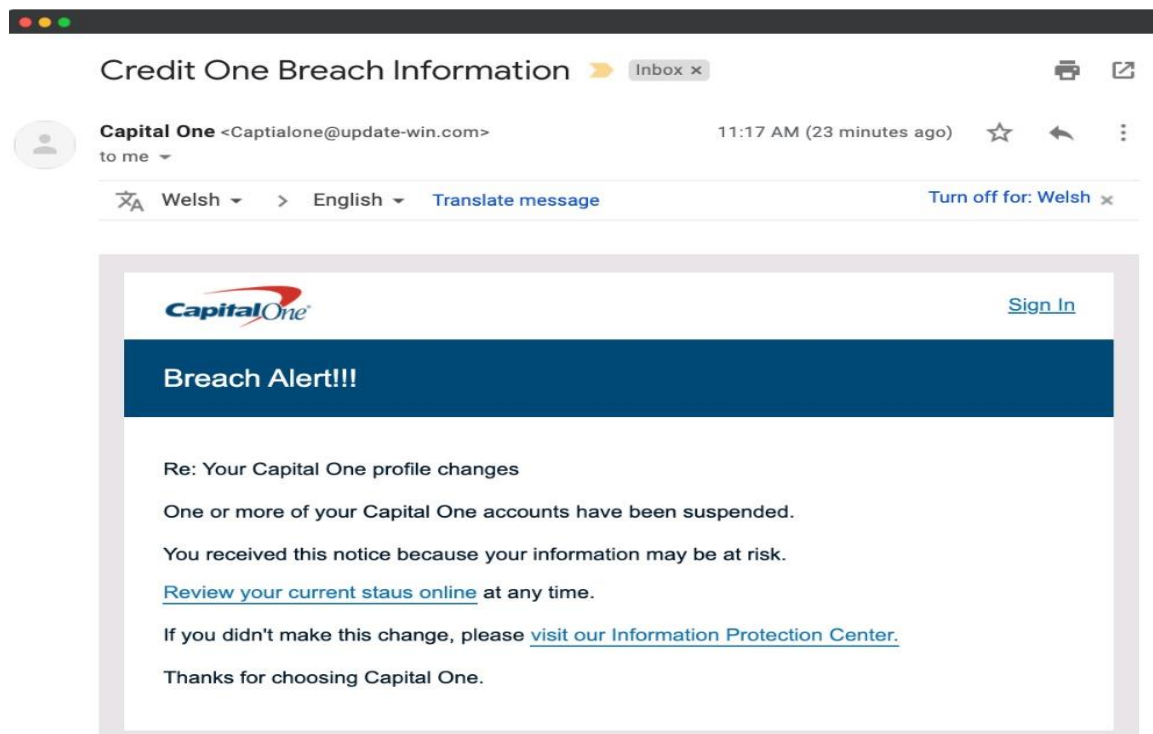 Credit One Breach Information Inbox x
Capital One <Captialone@update-win.com> 11:17 AM (23 minutes ago)
to me
Welsh > English Translate message Turn off for: Welsh x
CapitalOne Sign In
Breach Alert!!!
Re: Your Capital One profile changes
One or more of your Capital One accounts have been suspended.
You received this notice because your information may be at risk.
Review your current staus online at any time.
If you didn't make this change, please visit our Information Protection Center.
Thanks for choosing Capital One.